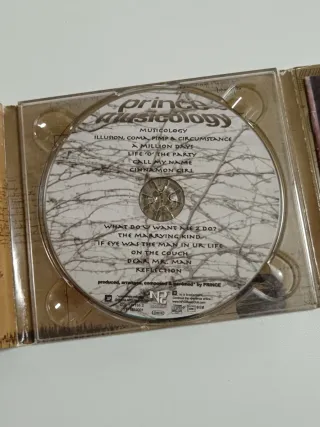 prince
musicology
MUSICOLOGY
ILLUSION, COMA, PIMP & CIRCUMSTANCE
A MILLION DAYS
LIFE 'O' THE PARTY
CALL MY NAME
CINNAMON GIRL
WHAT DO U WANT ME 2 DO?
THE MARRYING KIND
IF EYE WAS THE MAN IN UR LIFE
ON THE COUCH
DEAR MR. MAN
REFLECTION
produced, arranged, composed & performed by PRINCE
NPG